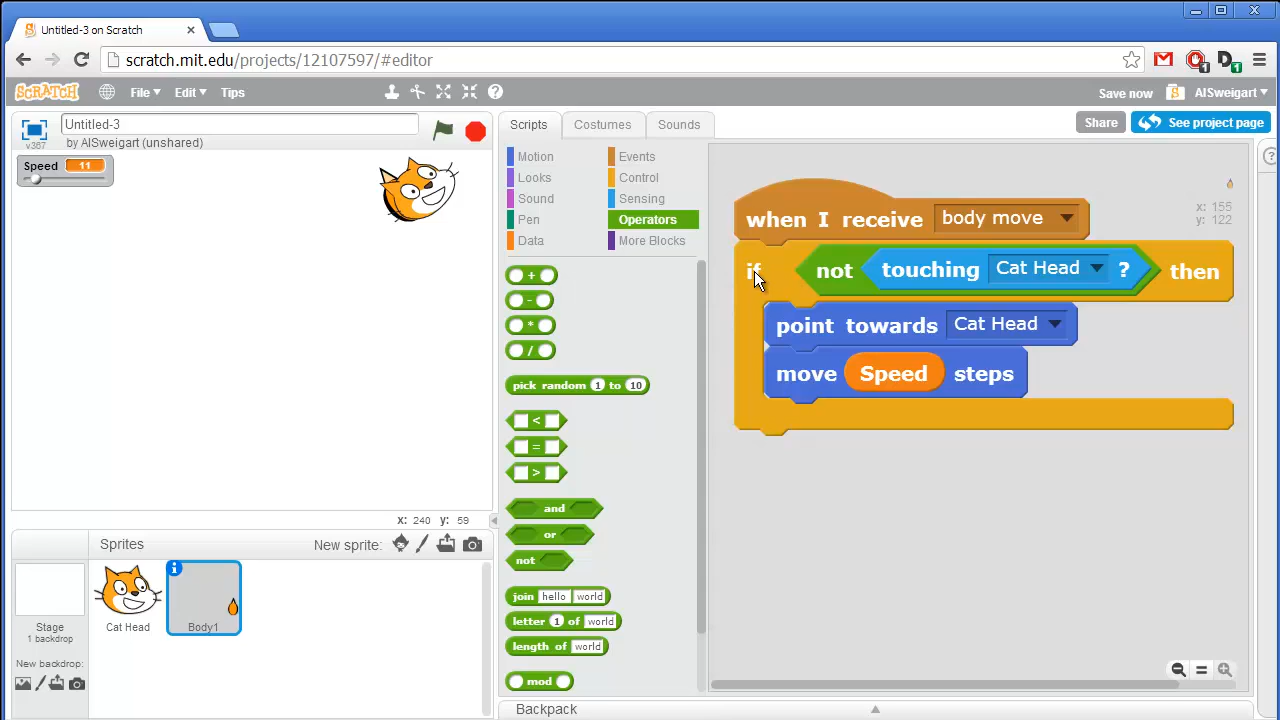 Untitled-3 on Scratch
scratch.mit.edu/projects/12107597/#editor
1
1
SCRATCH
File
Edit
Tips
Save now
AlSweigart
Untitled-3
by AlSweigart (unshared)
v387
Scripts
Costumes
Sounds
Share
See project page
Speed 11
Motion
Events
Looks
Control
Sound
Sensing
Pen
Operators
Data
More Blocks
+
-
*
/
pick random 1 to 10
<
=
>
and
or
not
join hello world
letter 1 of world
length of world
mod
x: 155
y: 122
when I receive body move
if not touching Cat Head ? then
point towards Cat Head
move Speed steps
x: 240 y: 59
Sprites
New sprite:
Stage
1 backdrop
New backdrop:
Cat Head
Body1
Backpack